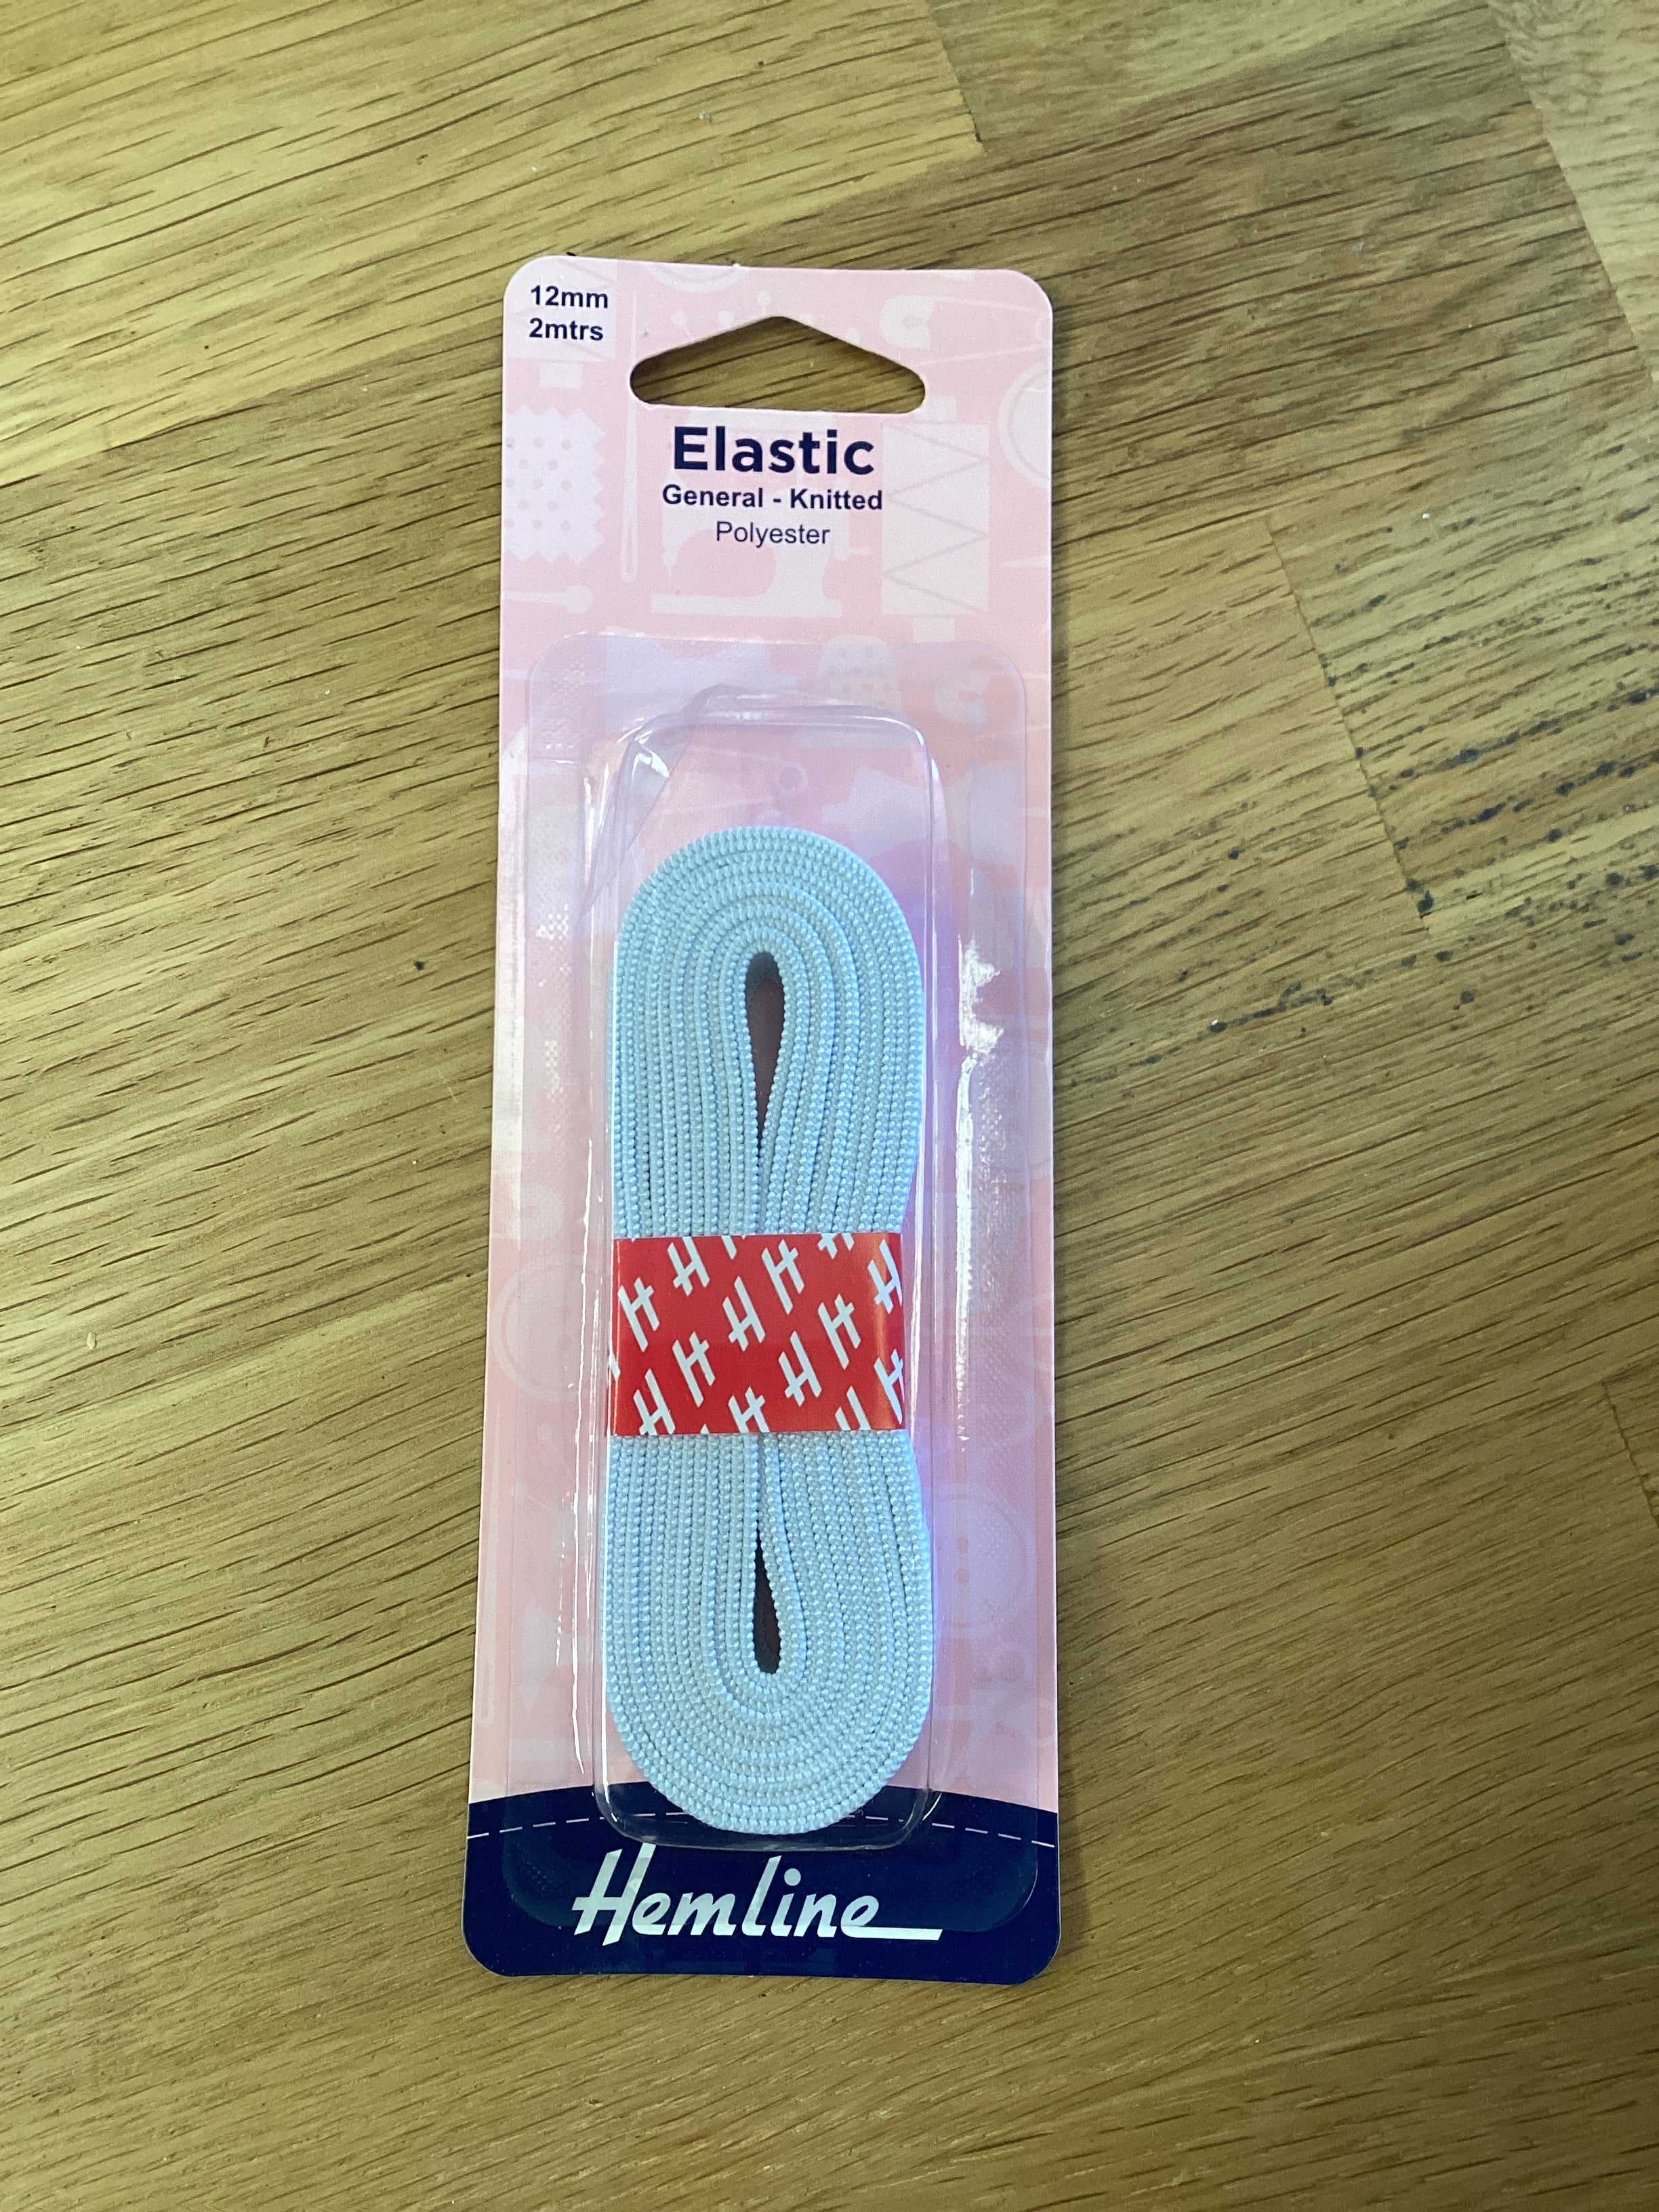 12mm
2mtrs
Elastic
General - Knitted
Polyester
H H H H H H H H H H H H
Hemline